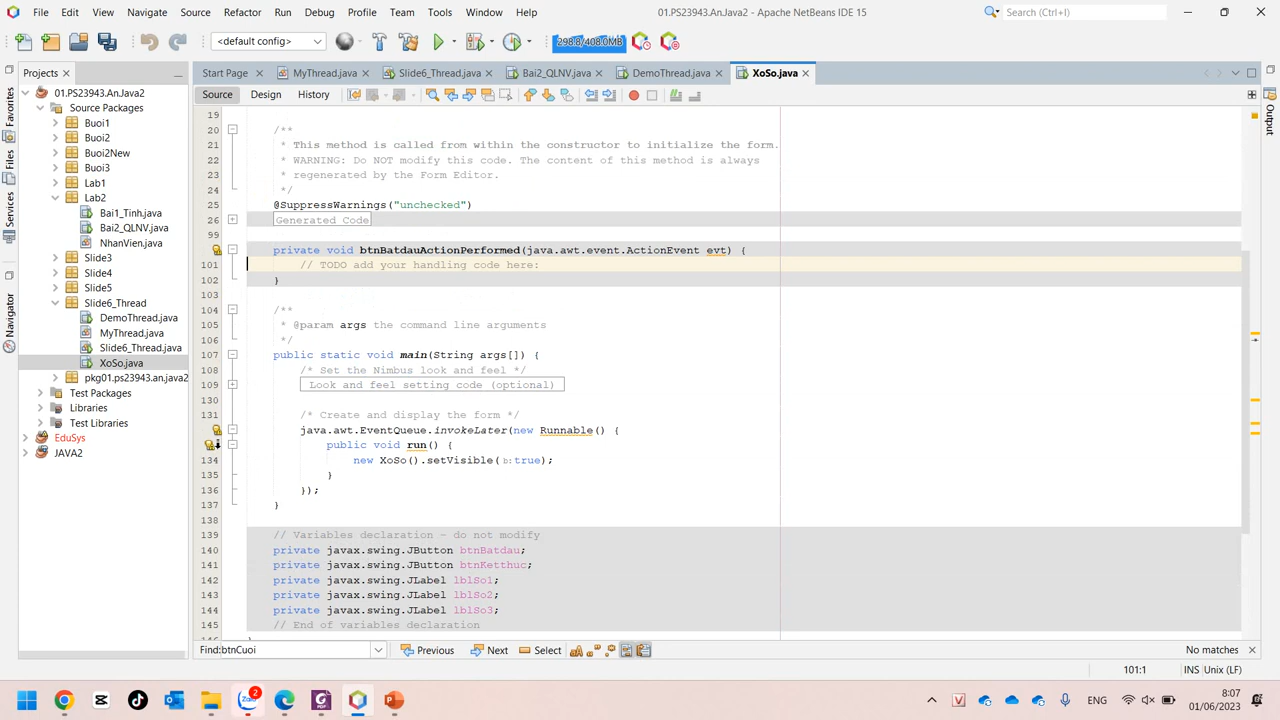 File Edit View Navigate Source Refactor Run Debug Profile Team Tools Window Help 01.PS23943.AnJava2 - Apache NetBeans IDE 15 Search (Ctrl+I)
<default config> 298.8/408.0MB
Projects Start Page MyThread.java Slide6_Thread.java Bai2_QLNV.java DemoThread.java XoSo.java
Source Design History
Favorites
Files
Services
Navigator
Output
01.PS23943.An.Java2
Source Packages
Buoi1
Buoi2
Buoi2New
Buoi3
Lab1
Lab2
Bai1_Tinh.java
Bai2_QLNV.java
NhanVien.java
Slide3
Slide4
Slide5
Slide6_Thread
DemoThread.java
MyThread.java
Slide6_Thread.java
XoSo.java
pkg01.ps23943.an.java2
Test Packages
Libraries
Test Libraries
EduSys
JAVA2
19
20 /**
21 * This method is called from within the constructor to initialize the form.
22 * WARNING: Do NOT modify this code. The content of this method is always
23 * regenerated by the Form Editor.
24 */
25 @SuppressWarnings("unchecked")
26 Generated Code
99
private void btnBatdauActionPerformed(java.awt.event.ActionEvent evt) {
101 // TODO add your handling code here:
102 }
103
104 /**
105 * @param args the command line arguments
106 */
107 public static void main(String args[]) {
108 /* Set the Nimbus look and feel */
109 Look and feel setting code (optional)
130
131 /* Create and display the form */
java.awt.EventQueue.invokeLater(new Runnable() {
public void run() {
134 new XoSo().setVisible(b:true);
135 }
136 });
137 }
138
139 // Variables declaration - do not modify
140 private javax.swing.JButton btnBatdau;
141 private javax.swing.JButton btnKetthuc;
142 private javax.swing.JLabel lblSo1;
143 private javax.swing.JLabel lblSo2;
144 private javax.swing.JLabel lblSo3;
145 // End of variables declaration
Find:btnCuoi Previous Next Select No matches
101:1 INS Unix (LF)
Zalo 2 ENG 8:07
01/06/2023